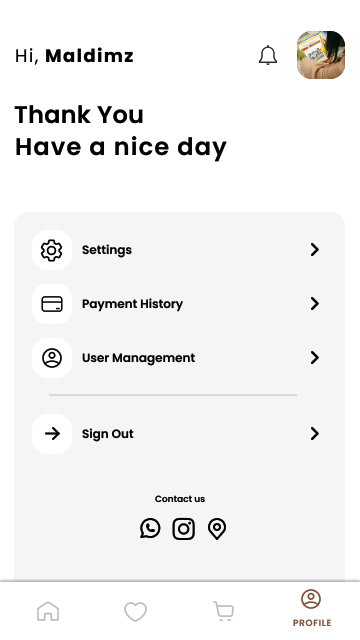 Hi, Maldimz
Thank You
Have a nice day
Settings
Payment History
User Management
Sign Out
Contact us
PROFILE